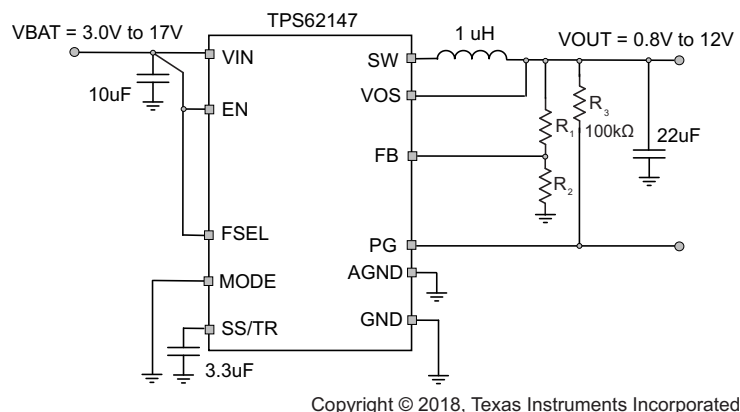 TPS62147
VBAT = 3.0V to 17V
1 uH
VOUT = 0.8V to 12V
VIN
SW
10uF
EN
VOS
R3
R1
100kΩ
22uF
FB
R2
FSEL
PG
MODE
AGND
SS/TR
GND
3.3uF
Copyright © 2018, Texas Instruments Incorporated